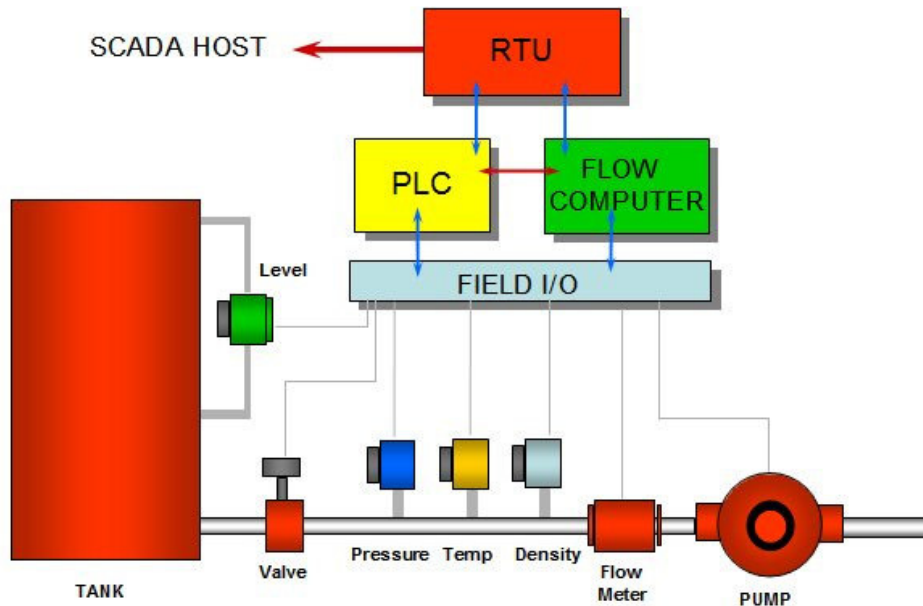 SCADA HOST
RTU
PLC
FLOW
COMPUTER
FIELD I/O
Level
TANK
Valve
Pressure
Temp
Density
Flow
Meter
PUMP